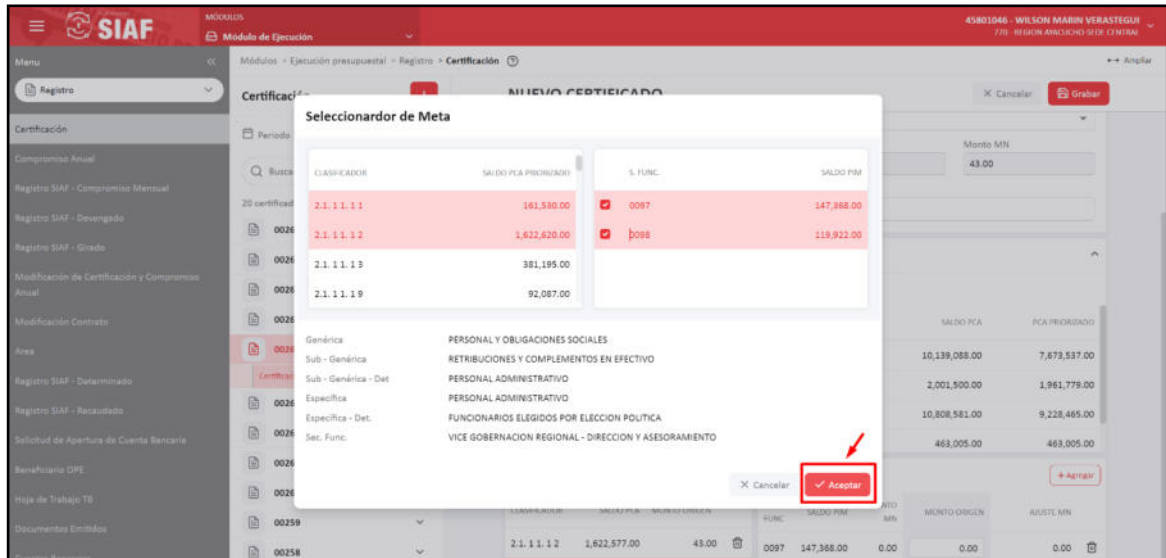 MÓDULOS
SIAF
Módulo de Ejecución
45801046 - WILSON MARIN VERASTEGUI
770 - REGION AYACUCHO-SEDE CENTRAL
Menu
Módulos > Ejecución presupuestal > Registro > Certificación
Ampliar
Registro
NUEVO CERTIFICADO
Cancelar
Grabar
Certificación
Periodo
Monto MN
43.00
Compromiso Anual
Registro SIAF - Compromiso Mensual
Registro SIAF - Devengado
Registro SIAF - Girado
Modificación de Certificación y Compromiso
Anual
Modificación Contrato
Area
Registro SIAF - Determinado
Registro SIAF - Recaudado
Solicitud de Apertura de Cuenta Bancaria
Beneficiario OPE
Hoja de Trabajo T6
Documentos Emitidos
0026
0026
0026
0026
0026
0026
0026
0026
0026
00259
00258
Seleccionardor de Meta
CLASIFICADOR
SALDO PCA PRIORIZADO
S. FUNC.
SALDO PIM
2.1. 1 1. 1 1
161,530.00
0097
147,368.00
2.1. 1 1. 1 2
1,622,620.00
0098
119,922.00
2.1. 1 1. 1 3
381,195.00
2.1. 1 1. 1 9
92,087.00
Genérica
PERSONAL Y OBLIGACIONES SOCIALES
Sub - Genérica
RETRIBUCIONES Y COMPLEMENTOS EN EFECTIVO
Sub - Genérica - Det
PERSONAL ADMINISTRATIVO
Específica
PERSONAL ADMINISTRATIVO
Específica - Det.
FUNCIONARIOS ELEGIDOS POR ELECCION POLITICA
Sec. Func.
VICE GOBERNACION REGIONAL - DIRECCION Y ASESORAMIENTO
Cancelar
Aceptar
SALDO PCA
PCA PRIORIZADO
10,139,088.00
7,673,537.00
2,001,500.00
1,961,779.00
10,808,581.00
9,228,465.00
463,005.00
463,005.00
+ Agregar
CLASIFICADOR
SALDO PCA
MONTO ORIGEN
FUNC
SALDO PIM
MN
MONTO ORIGEN
AJUSTE MN
2.1. 1 1. 1 2
1,622,577.00
43.00
0097
147,368.00
0.00
0.00
0.00